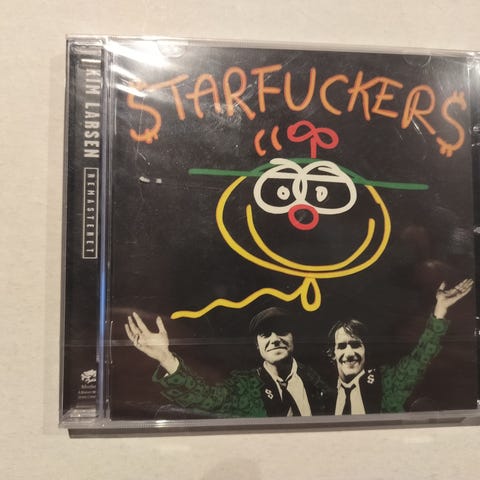 $TARFUCKER$
KIM LARSEN
REMASTERET